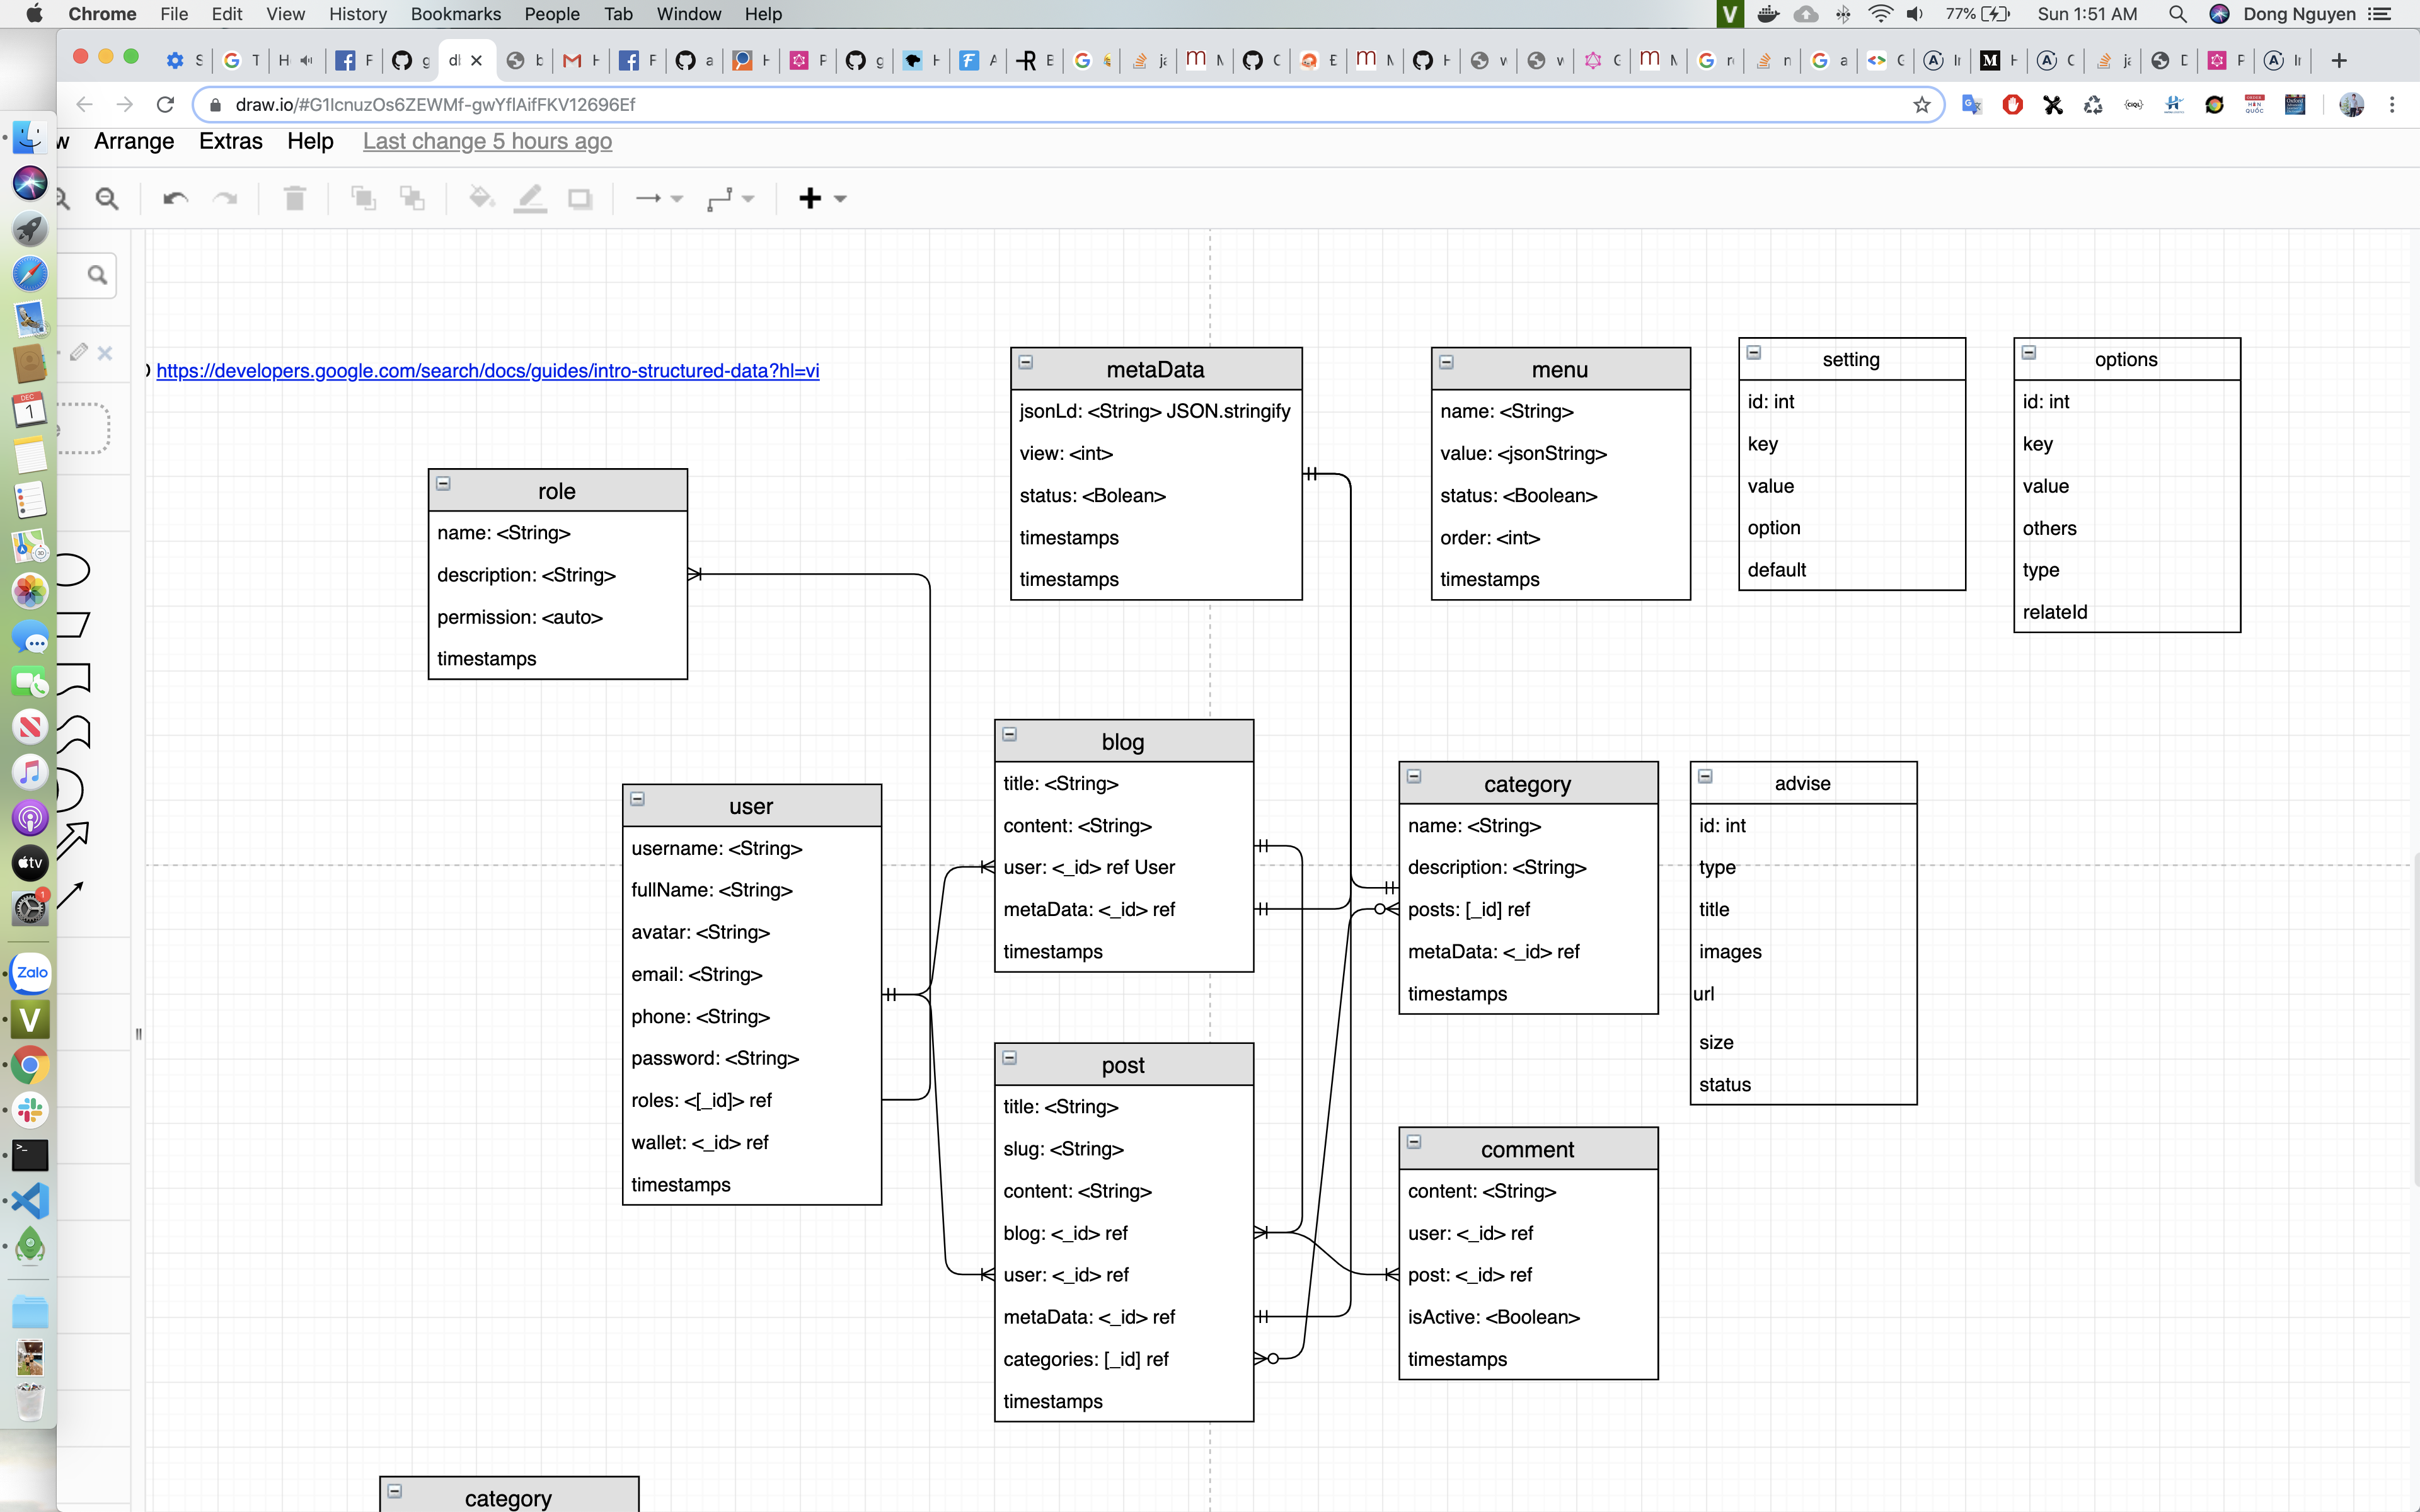 Chrome File Edit View History Bookmarks People Tab Window Help
77% Sun 1:51 AM Dong Nguyen
draw.io/#G1lcnuzOs6ZEWMf-gwYflAifFKV12696Ef
w Arrange Extras Help Last change 5 hours ago
https://developers.google.com/search/docs/guides/intro-structured-data?hl=vi
role
name: <String>
description: <String>
permission: <auto>
timestamps
metaData
jsonLd: <String> JSON.stringify
view: <int>
status: <Bolean>
timestamps
timestamps
menu
name: <String>
value: <jsonString>
status: <Boolean>
order: <int>
timestamps
setting
id: int
key
value
option
default
options
id: int
key
value
others
type
relateId
user
username: <String>
fullName: <String>
avatar: <String>
email: <String>
phone: <String>
password: <String>
roles: <[_id]> ref
wallet: <_id> ref
timestamps
blog
title: <String>
content: <String>
user: <_id> ref User
metaData: <_id> ref
timestamps
category
name: <String>
description: <String>
posts: [_id] ref
metaData: <_id> ref
timestamps
advise
id: int
type
title
images
url
size
status
post
title: <String>
slug: <String>
content: <String>
blog: <_id> ref
user: <_id> ref
metaData: <_id> ref
categories: [_id] ref
timestamps
comment
content: <String>
user: <_id> ref
post: <_id> ref
isActive: <Boolean>
timestamps
category
DEC
1
tv
1
Zalo
V